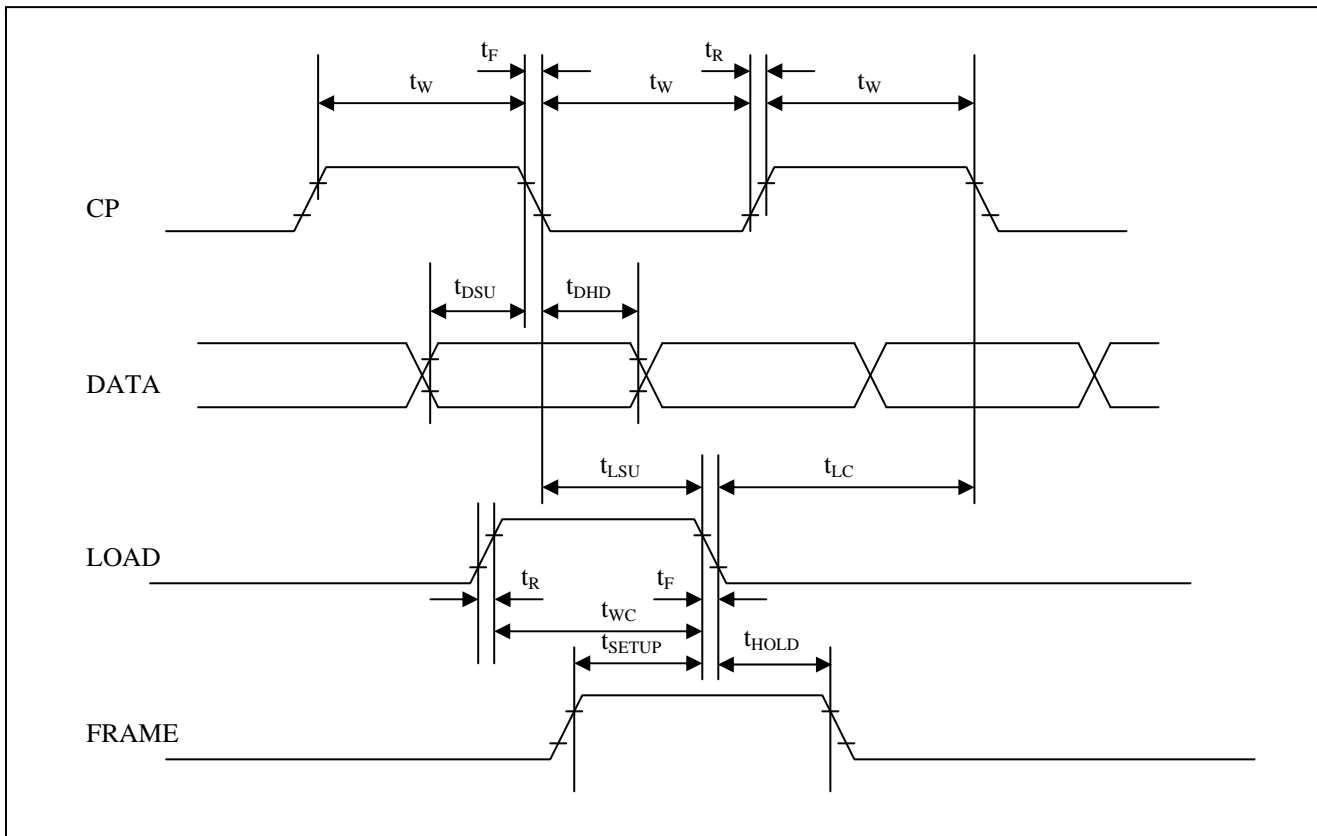 t_F t_R
t_W t_W t_W
CP
t_DSU t_DHD
DATA
t_LSU t_LC
LOAD
t_R t_F
t_WC
t_SETUP t_HOLD
FRAME